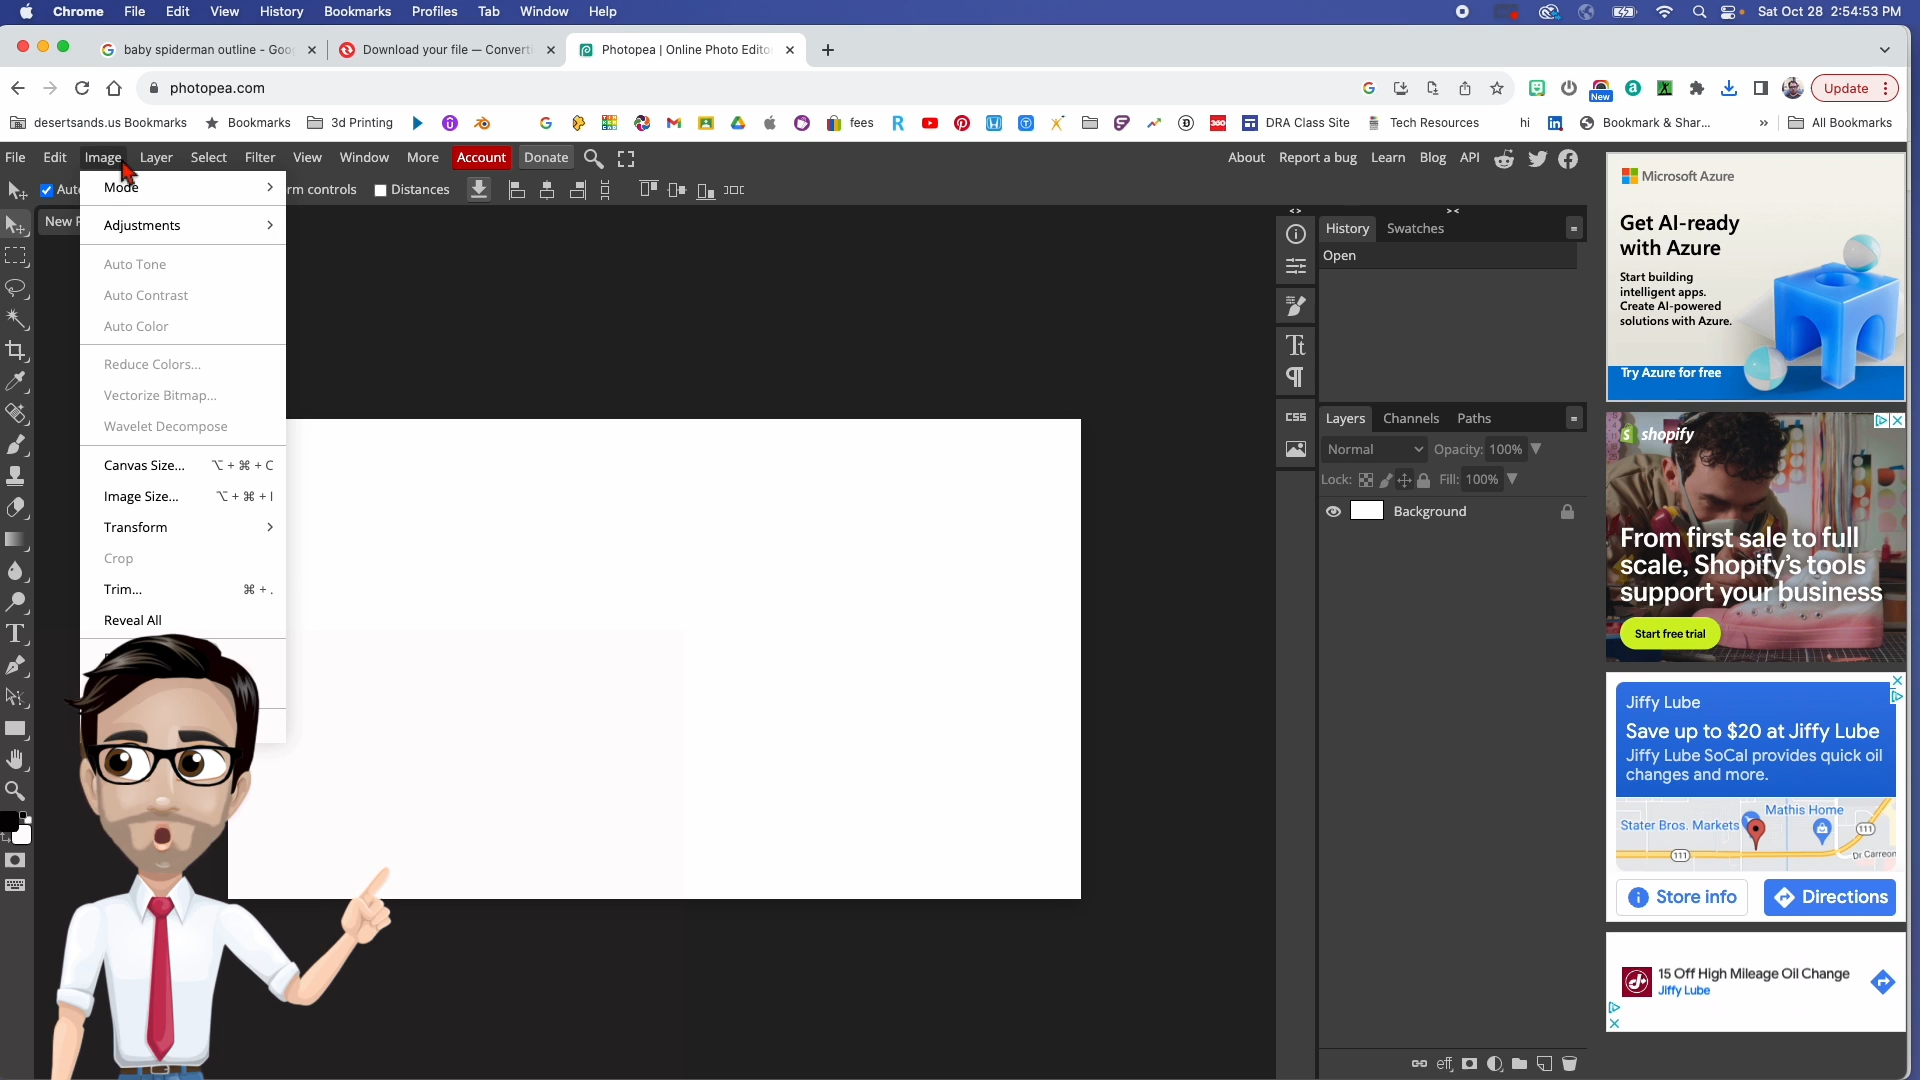 Chrome File Edit View History Bookmarks Profiles Tab Window Help Sat Oct 28 2:54:53 PM
baby spiderman outline - Goo Download your file — Converti Photopea | Online Photo Edito
photopea.com New Update
desertsands.us Bookmarks Bookmarks 3d Printing fees DRA Class Site Tech Resources hi Bookmark & Shar... » All Bookmarks
File Edit Image Layer Select Filter View Window More Account Donate About Report a bug Learn Blog API
Auto rm controls Distances
New P
Mode
Adjustments
Auto Tone
Auto Contrast
Auto Color
Reduce Colors...
Vectorize Bitmap...
Wavelet Decompose
Canvas Size... ⌥ + ⌘ + C
Image Size... ⌥ + ⌘ + I
Transform
Crop
Trim... ⌘ + .
Reveal All
History Swatches
Open
CSS
Layers Channels Paths
Normal Opacity: 100%
Lock: Fill: 100%
Background
eff
Microsoft Azure
Get AI-ready
with Azure
Start building
intelligent apps.
Create AI-powered
solutions with Azure.
Try Azure for free
shopify
From first sale to full
scale, Shopify's tools
support your business
Start free trial
Jiffy Lube
Save up to $20 at Jiffy Lube
Jiffy Lube SoCal provides quick oil
changes and more.
Mathis Home
Stater Bros. Markets
111
111
Dr Carreon
Store info Directions
15 Off High Mileage Oil Change
Jiffy Lube